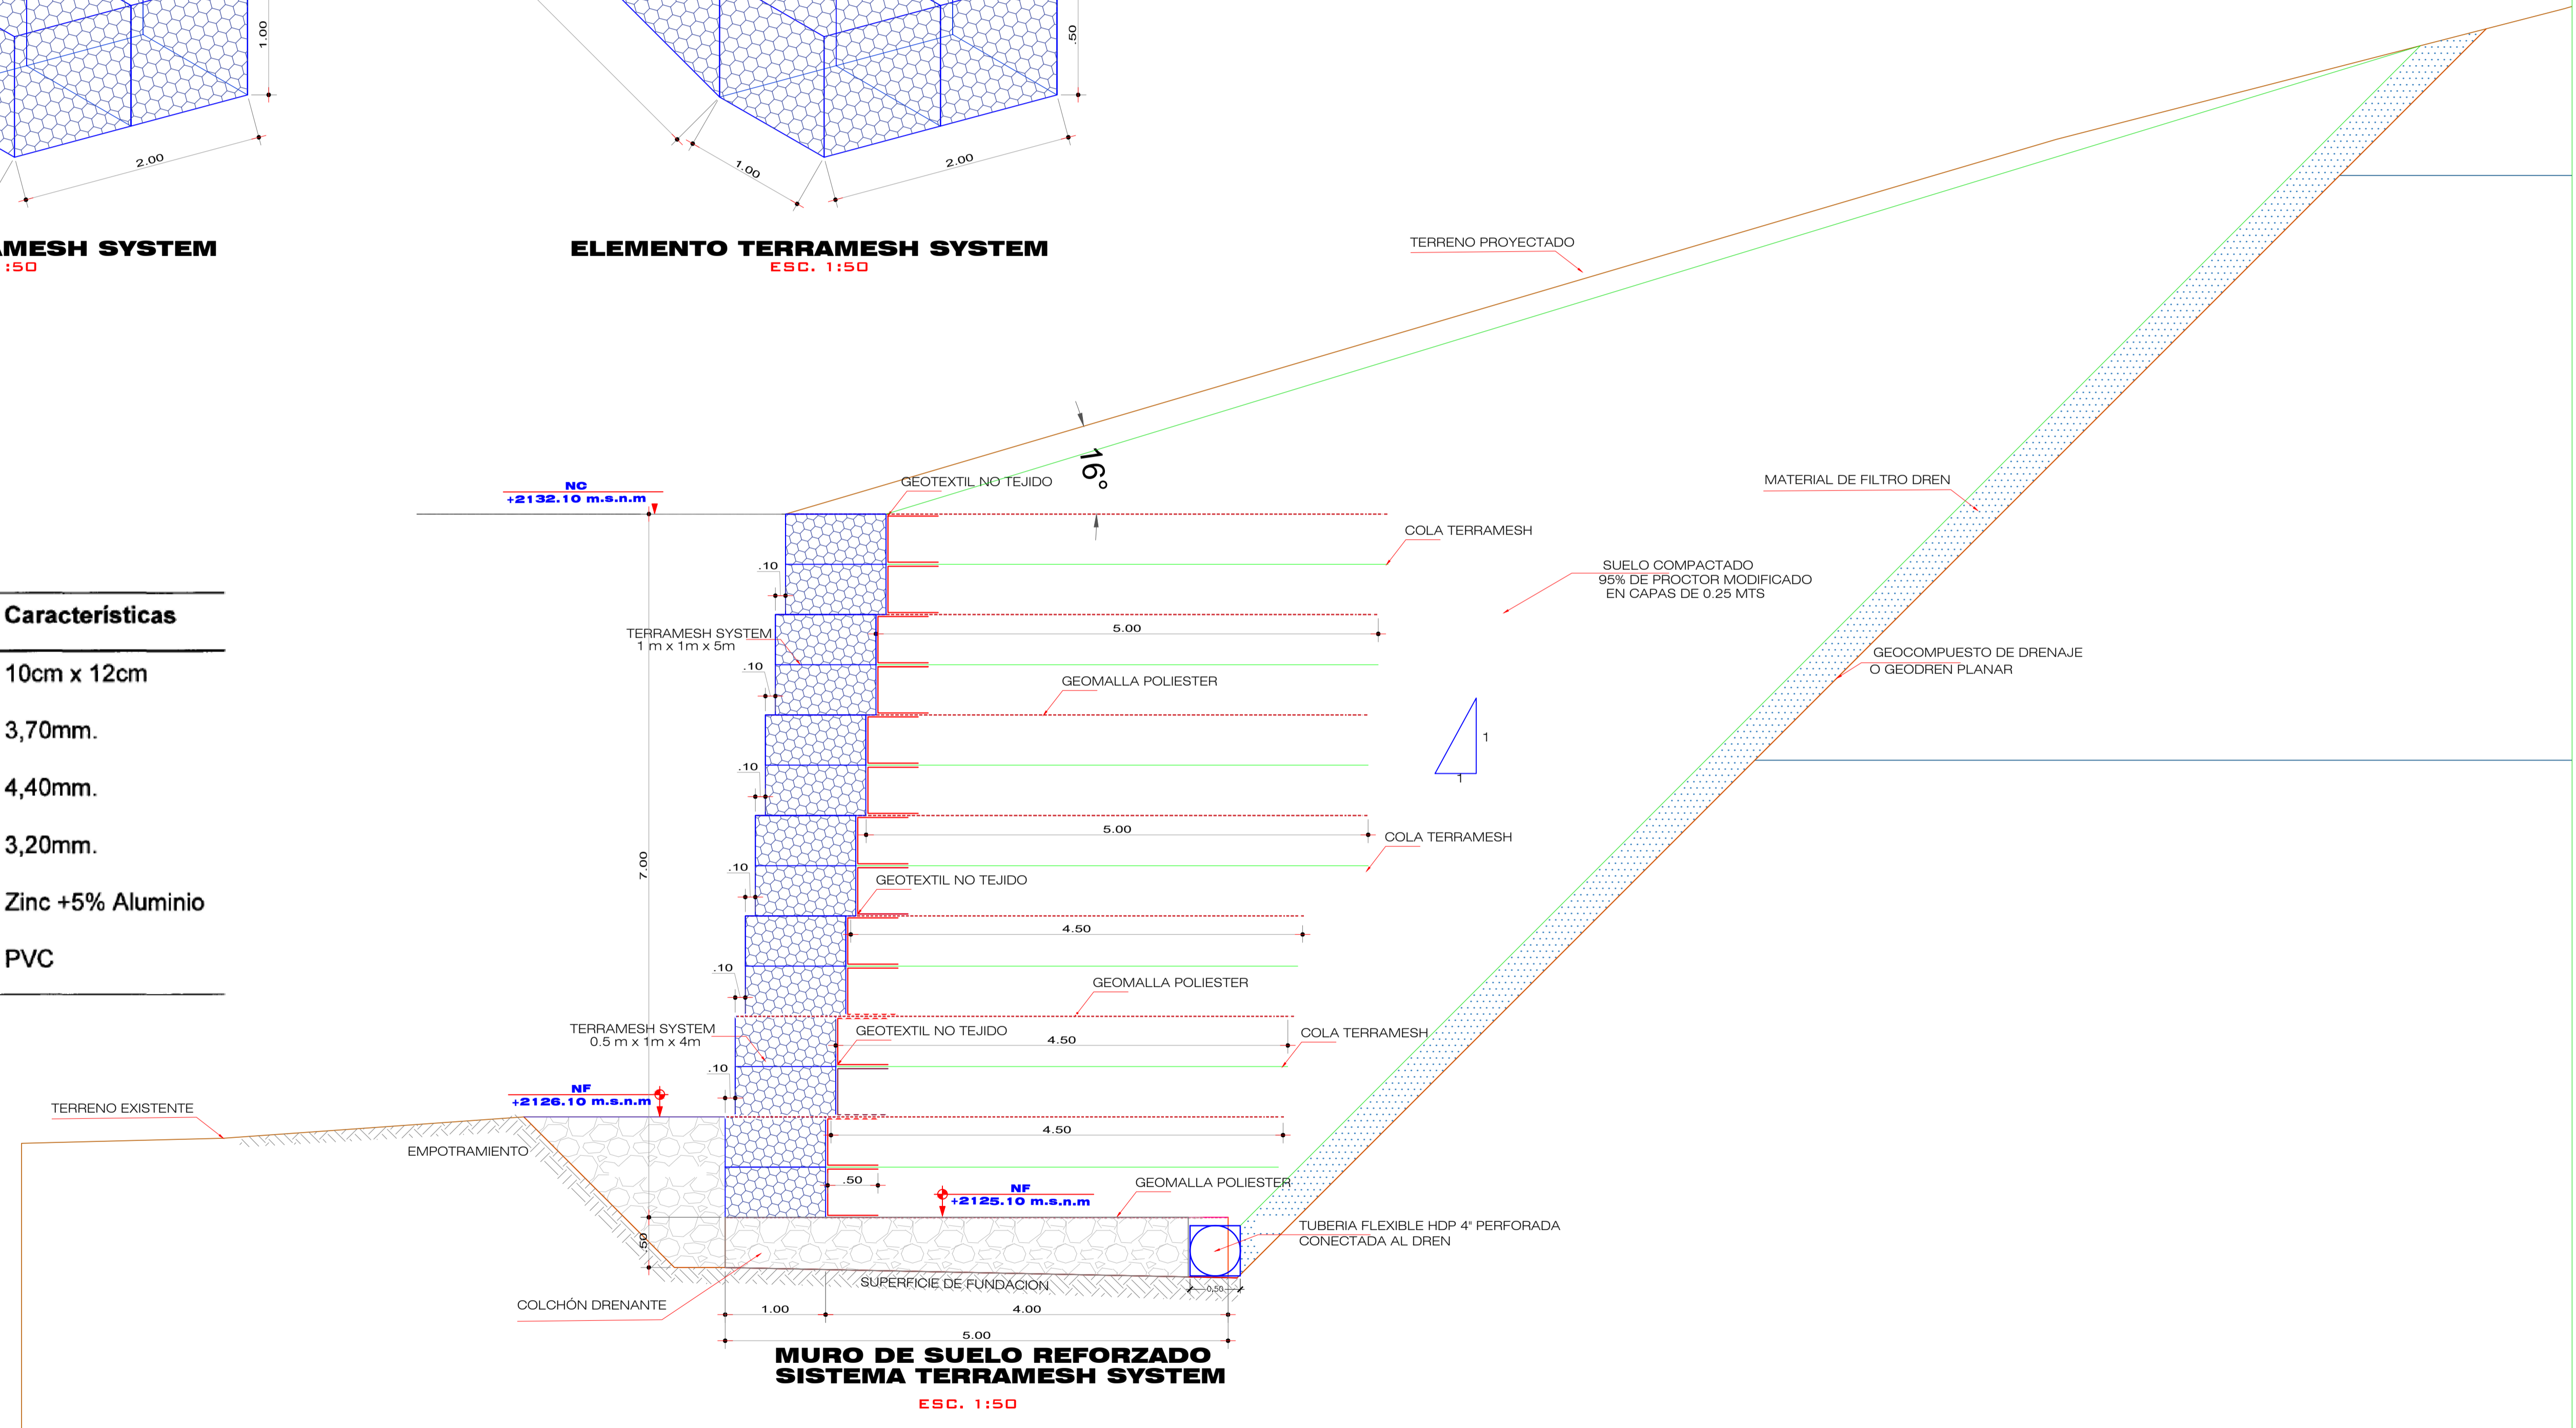 1.00
2.00
AMESH SYSTEM
:50
.50
1.00
2.00
ELEMENTO TERRAMESH SYSTEM
ESC. 1:50
TERRENO PROYECTADO
16°
NC
+2132.10 m.s.n.m
GEOTEXTIL NO TEJIDO
MATERIAL DE FILTRO DREN
COLA TERRAMESH
.10
SUELO COMPACTADO
95% DE PROCTOR MODIFICADO
EN CAPAS DE 0.25 MTS
Características
10cm x 12cm
3,70mm.
4,40mm.
3,20mm.
Zinc +5% Aluminio
PVC
TERRAMESH SYSTEM
1 m x 1m x 5m
5.00
.10
GEOCOMPUESTO DE DRENAJE
O GEODREN PLANAR
GEOMALLA POLIESTER
1
1
.10
5.00
COLA TERRAMESH
7.00
.10
GEOTEXTIL NO TEJIDO
4.50
.10
GEOMALLA POLIESTER
TERRAMESH SYSTEM
0.5 m x 1m x 4m
GEOTEXTIL NO TEJIDO
4.50
COLA TERRAMESH
.10
NF
+2126.10 m.s.n.m
TERRENO EXISTENTE
EMPOTRAMIENTO
4.50
.50
NF
+2125.10 m.s.n.m
GEOMALLA POLIESTER
TUBERIA FLEXIBLE HDP 4" PERFORADA
CONECTADA AL DREN
.50
SUPERFICIE DE FUNDACION
0,50
COLCHÓN DRENANTE
1.00
4.00
5.00
MURO DE SUELO REFORZADO
SISTEMA TERRAMESH SYSTEM
ESC. 1:50